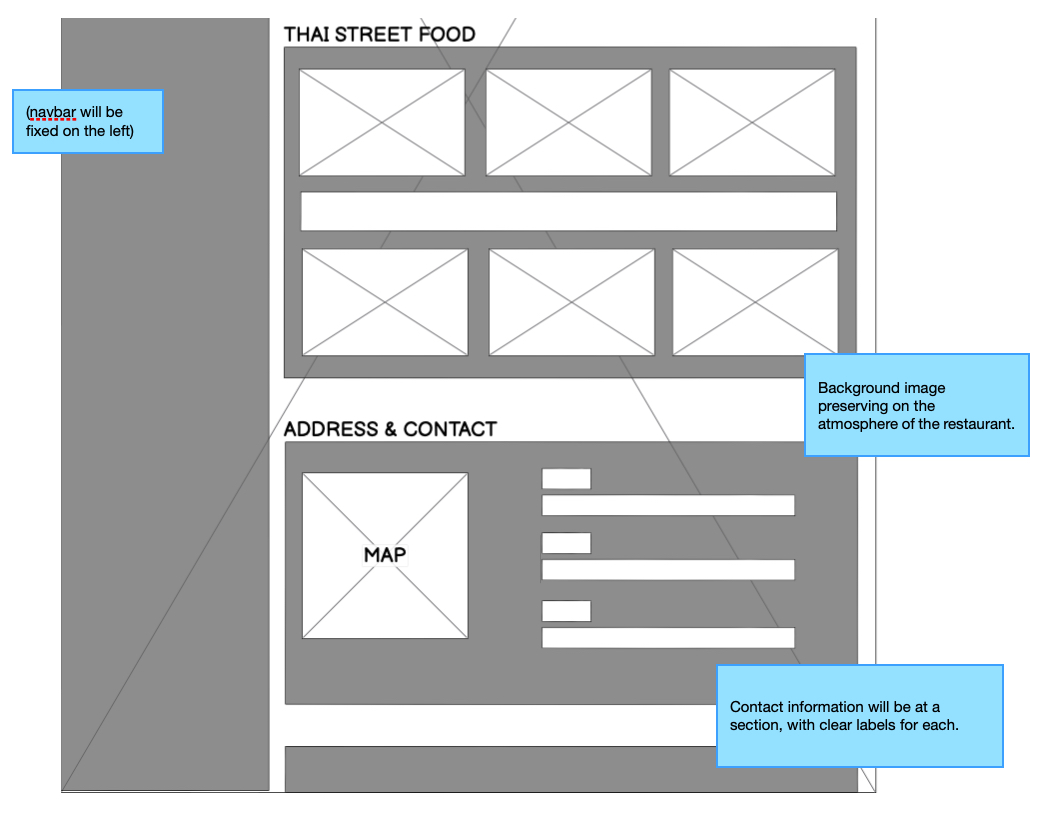 THAI STREET FOOD
(navbar will be
fixed on the left)
Background image
preserving on the
atmosphere of the restaurant.
ADDRESS & CONTACT
MAP
Contact information will be at a
section, with clear labels for each.